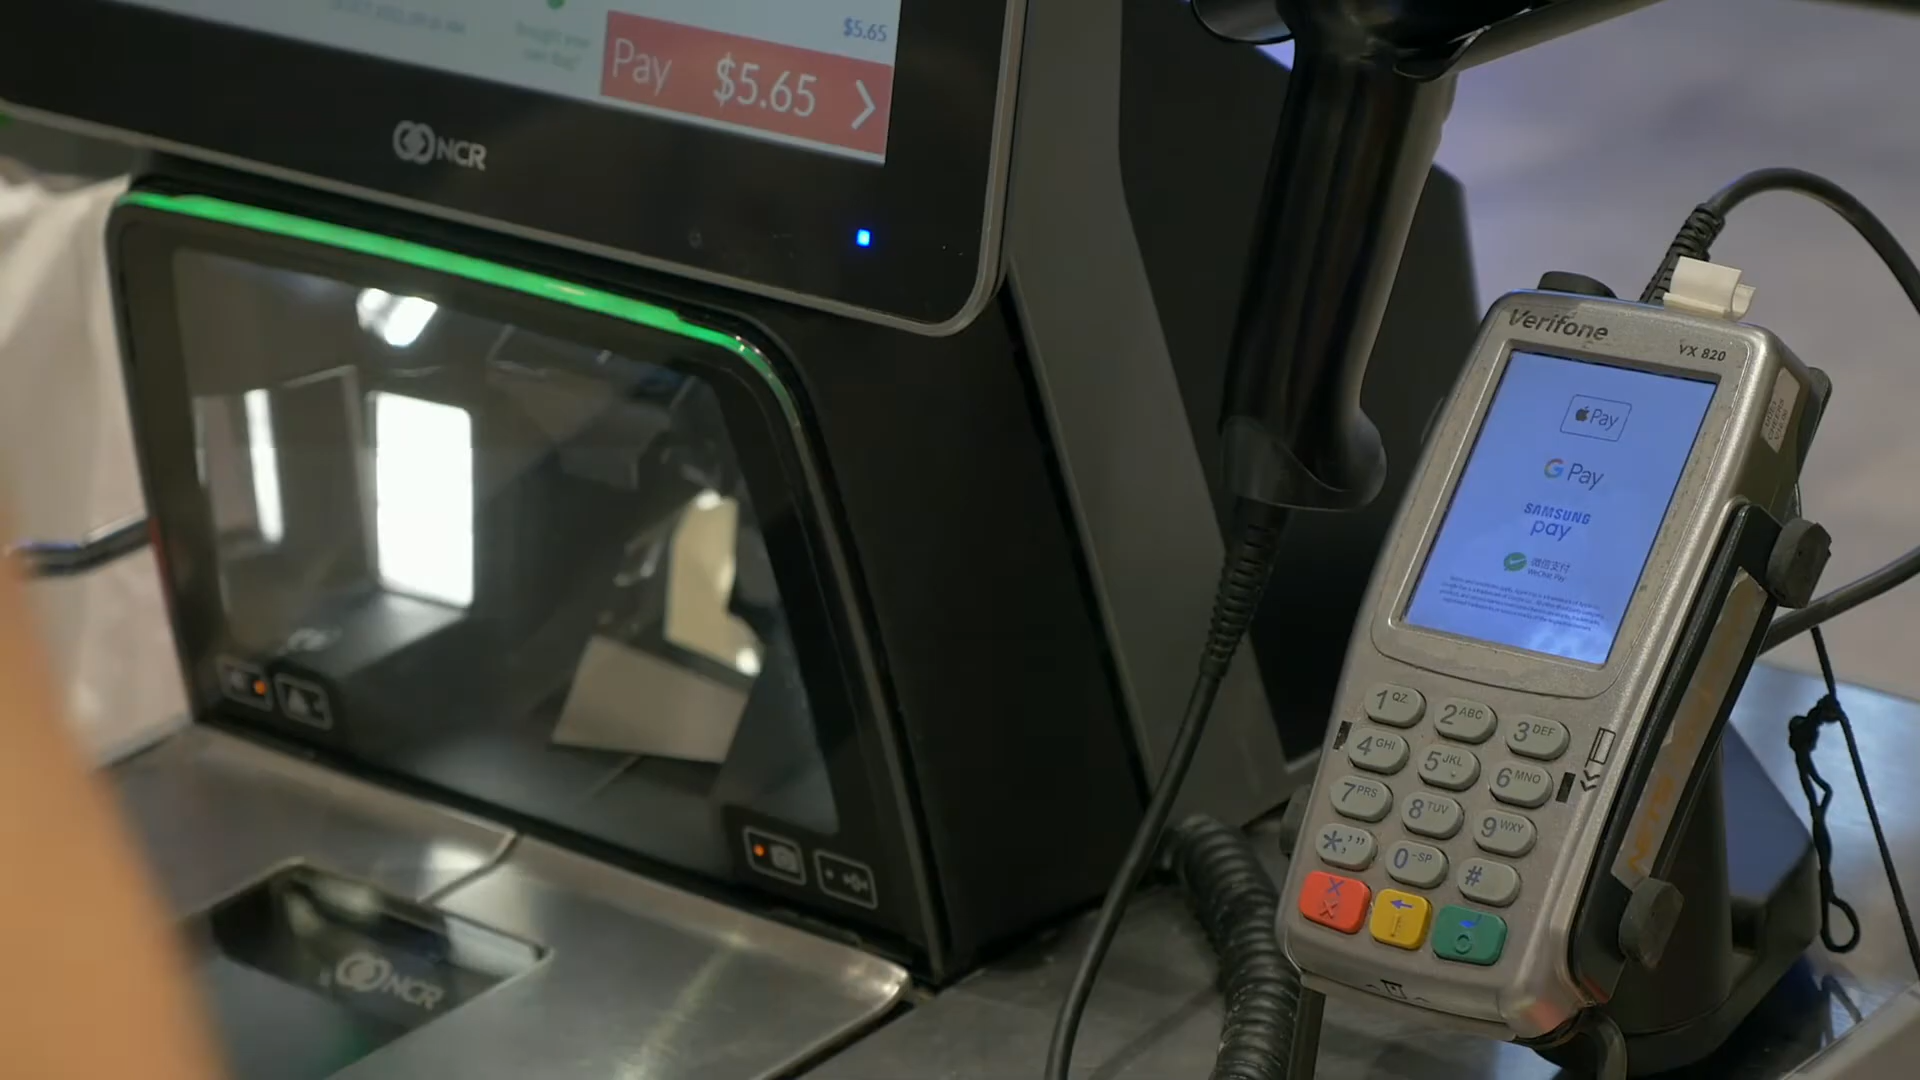 $5.65
Pay $5.65
NCR
Verifone
VX 820
Pay
G Pay
SAMSUNG
pay
微信支付
WeChat Pay
1 QZ.
2 ABC
3 DEF
4 GHI
5 JKL
6 MNO
7 PRS
8 TUV
9 WXY
*,'"
0 -SP
#
NCR